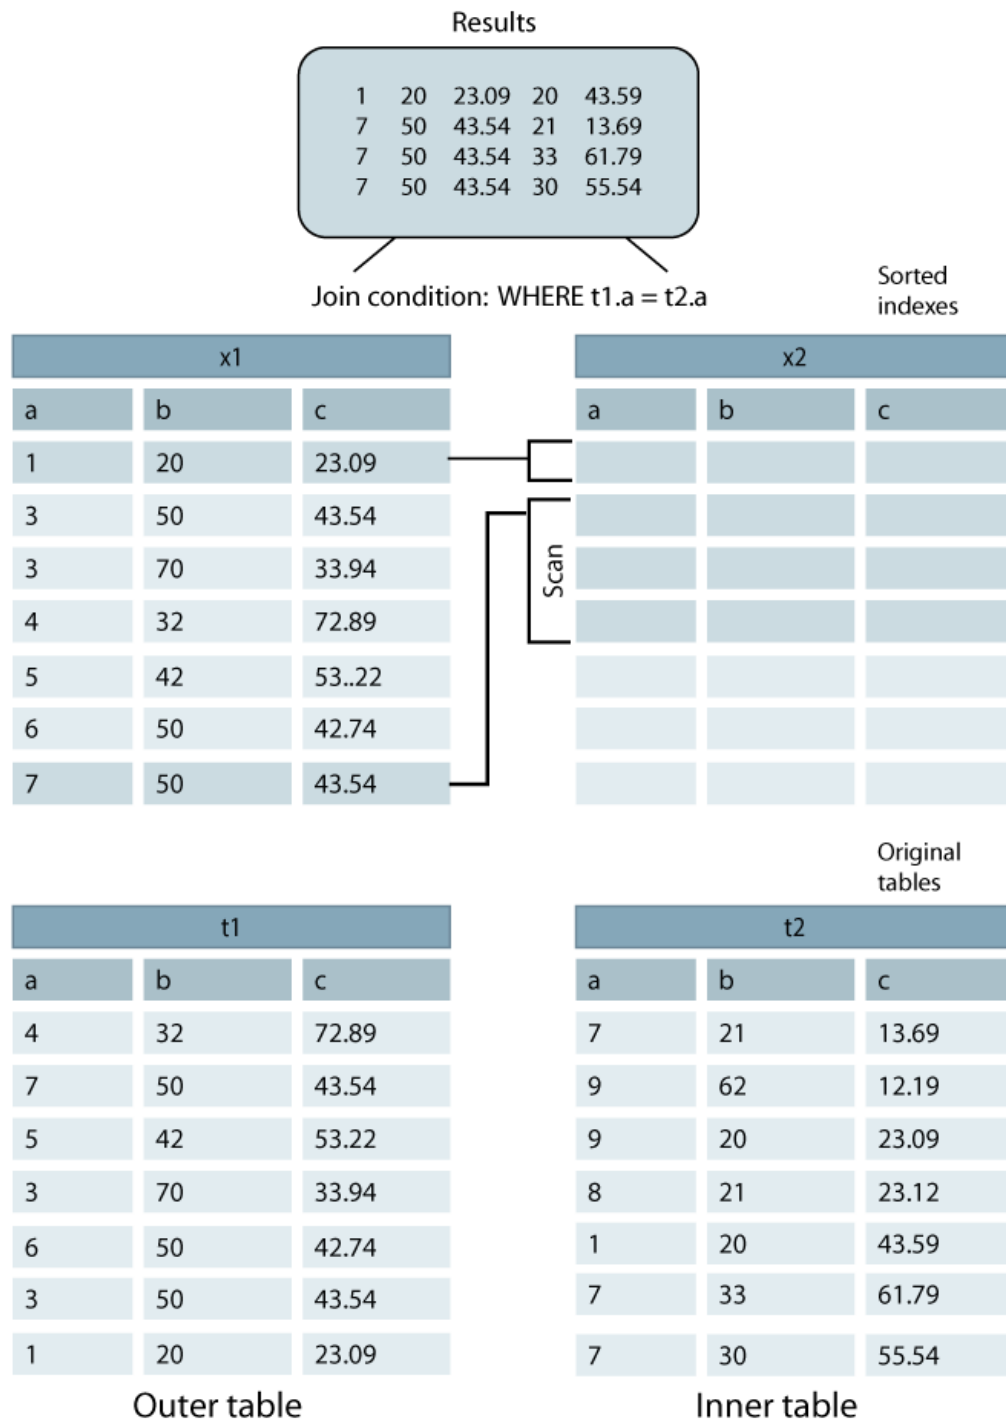 Results
1 20 23.09 20 43.59
7 50 43.54 21 13.69
7 50 43.54 33 61.79
7 50 43.54 30 55.54
Join condition: WHERE t1.a = t2.a
Sorted
indexes
x1
a b c
1 20 23.09
3 50 43.54
3 70 33.94
4 32 72.89
5 42 53..22
6 50 42.74
7 50 43.54
Scan
x2
a b c
Original
tables
t1
a b c
4 32 72.89
7 50 43.54
5 42 53.22
3 70 33.94
6 50 42.74
3 50 43.54
1 20 23.09
Outer table
t2
a b c
7 21 13.69
9 62 12.19
9 20 23.09
8 21 23.12
1 20 43.59
7 33 61.79
7 30 55.54
Inner table